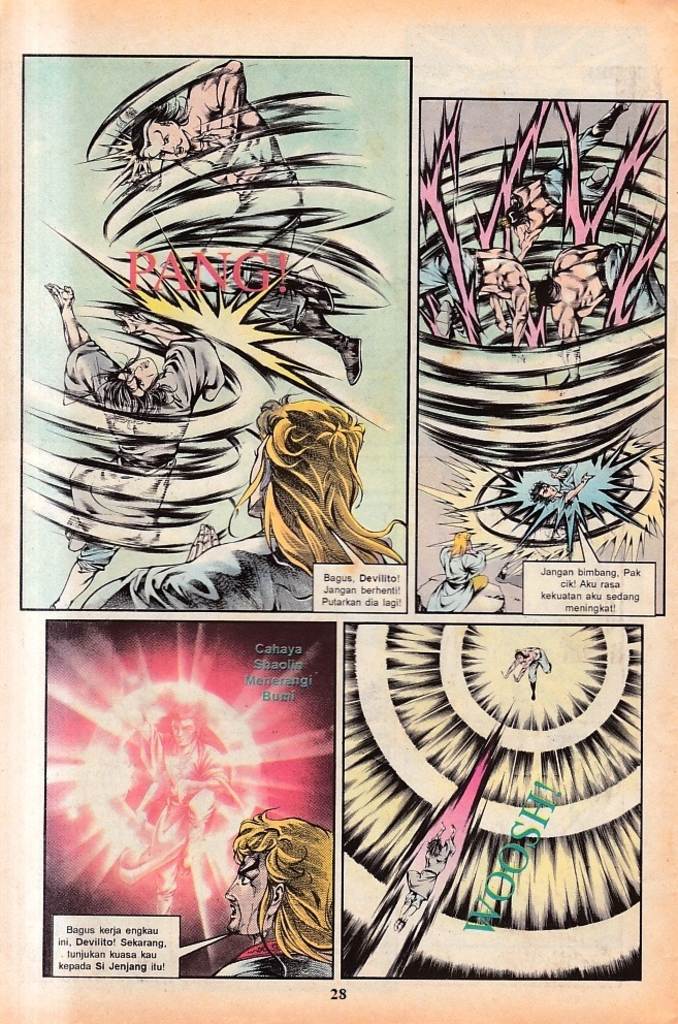 PANG!
Bagus, Devilito!
Jangan berhenti!
Putarkan dia lagi!
Jangan bimbang, Pak
cik! Aku rasa
kekuatan aku sedang
meningkat!
Cahaya
Shaolin
Menerangi
Bumi
Bagus kerja engkau
ini, Devilito! Sekarang,
tunjukan kuasa kau
kepada Si Jenjang itu!
WOOSH!
28